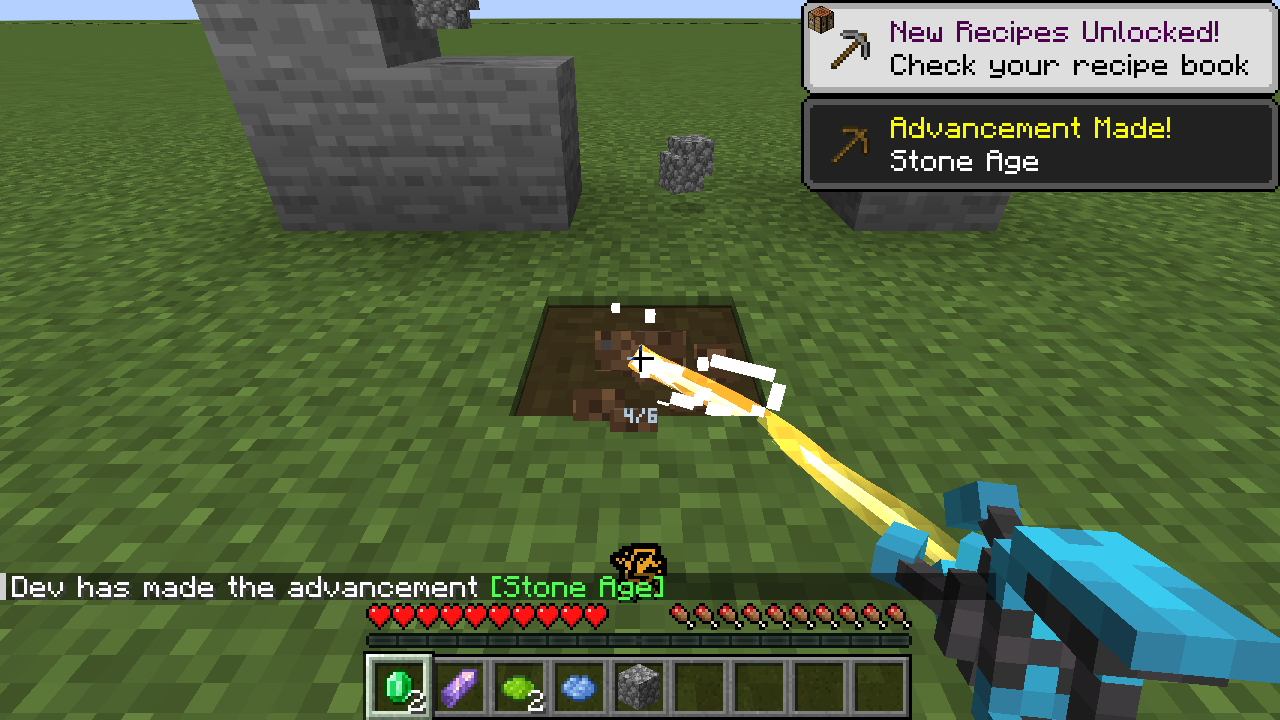 New Recipes Unlocked!
Check your recipe book
Advancement Made!
Stone Age
4/6
Dev has made the advancement [Stone Age]
2
2